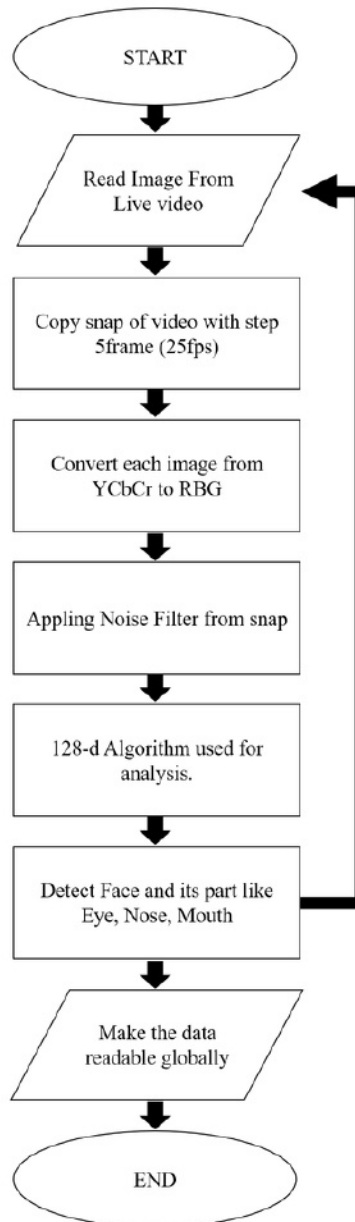 START
Read Image From
Live video
Copy snap of video with step
5frame (25fps)
Convert each image from
YCbCr to RBG
Appling Noise Filter from snap
128-d Algorithm used for
analysis.
Detect Face and its part like
Eye, Nose, Mouth
Make the data
readable globally
END